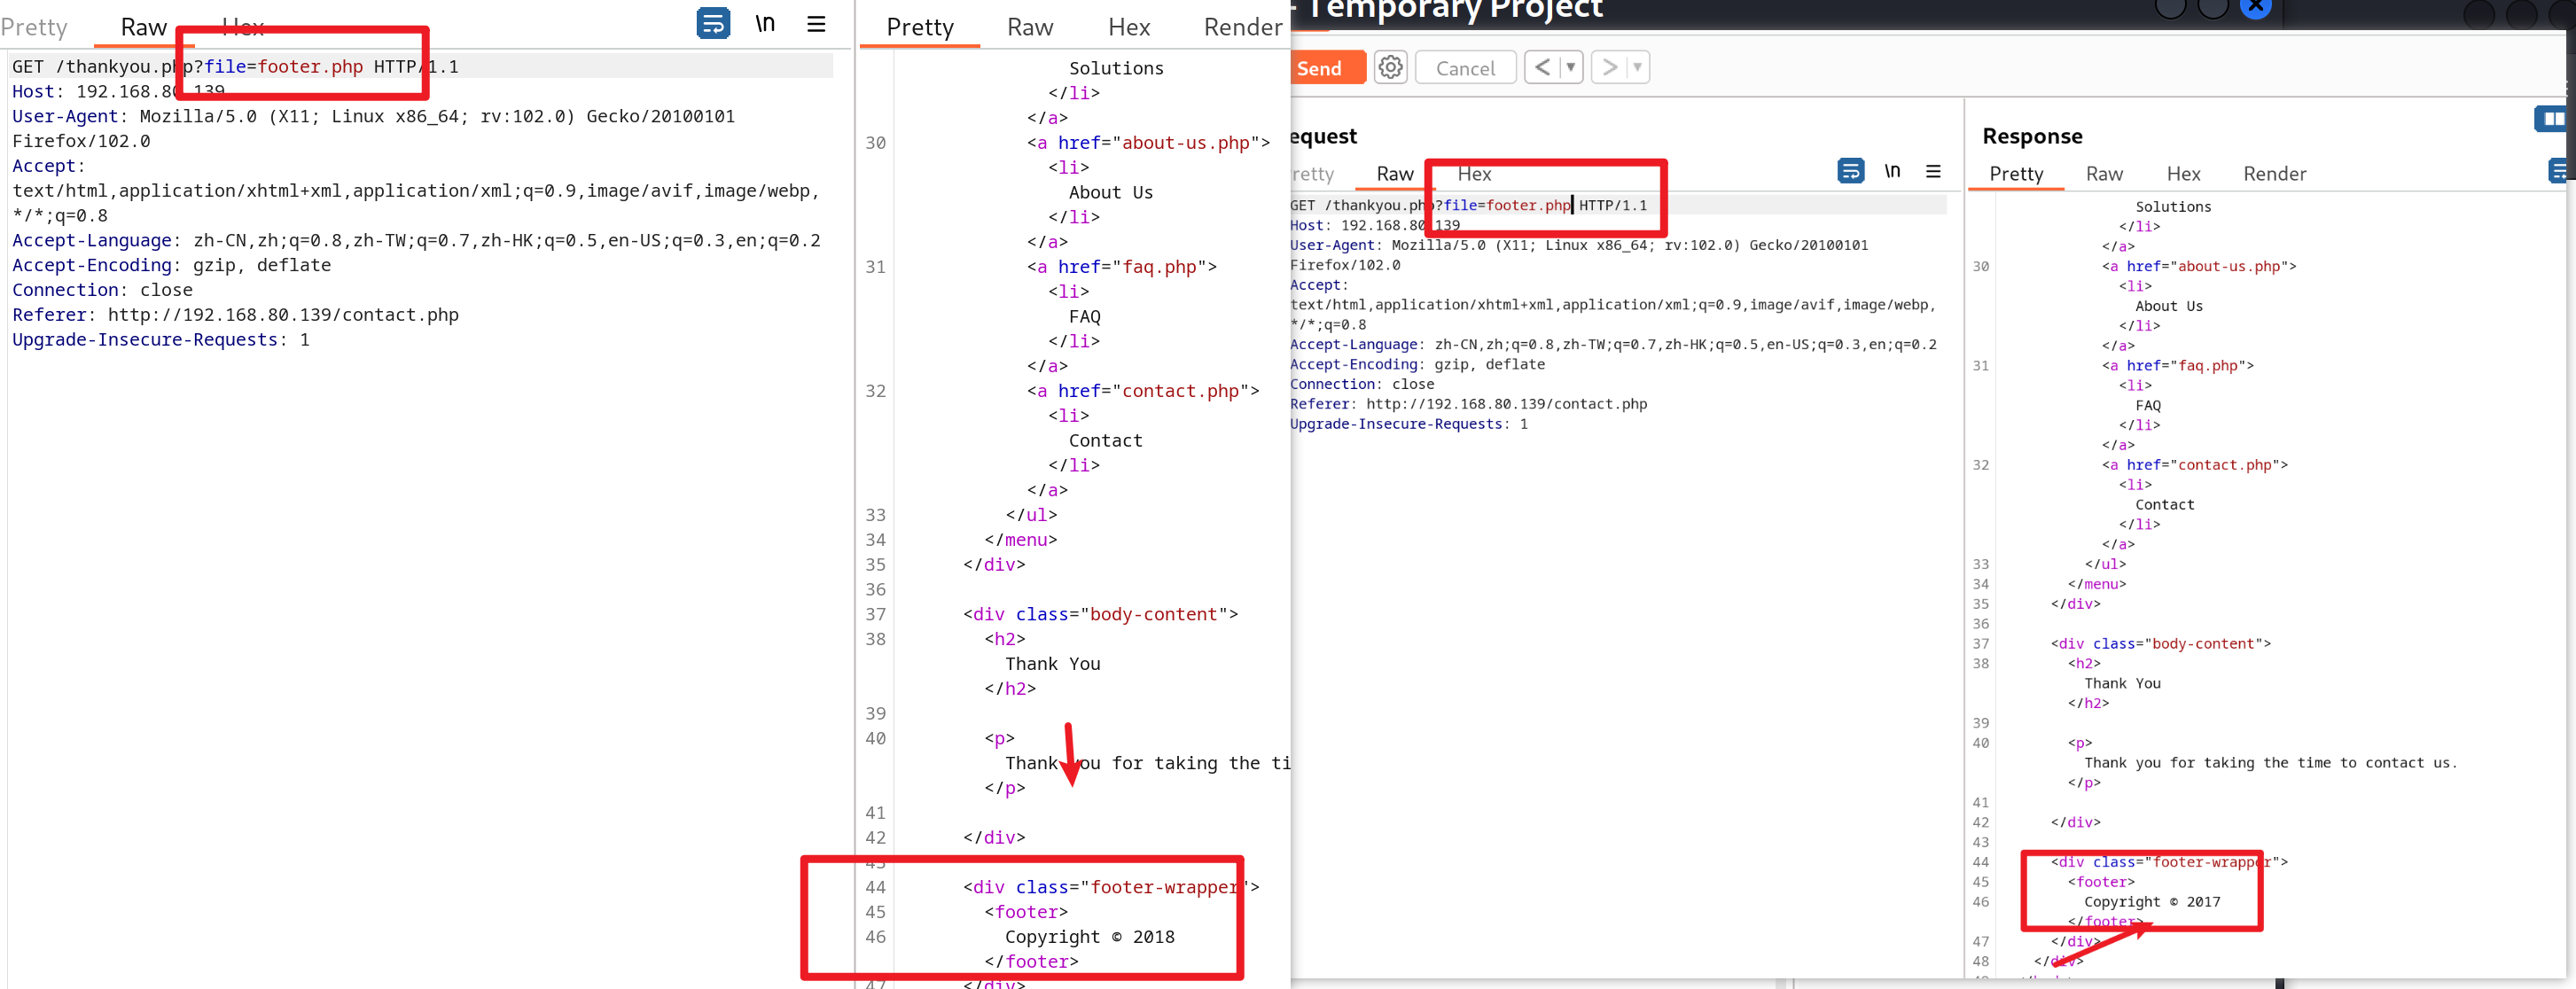 Pretty Raw Hex \n
GET /thankyou.php?file=footer.php HTTP/1.1
Host: 192.168.80.139
User-Agent: Mozilla/5.0 (X11; Linux x86_64; rv:102.0) Gecko/20100101
Firefox/102.0
Accept:
text/html,application/xhtml+xml,application/xml;q=0.9,image/avif,image/webp,
*/*;q=0.8
Accept-Language: zh-CN,zh;q=0.8,zh-TW;q=0.7,zh-HK;q=0.5,en-US;q=0.3,en;q=0.2
Accept-Encoding: gzip, deflate
Connection: close
Referer: http://192.168.80.139/contact.php
Upgrade-Insecure-Requests: 1
Pretty Raw Hex Render
Solutions
</li>
</a>
30 <a href="about-us.php">
<li>
About Us
</li>
</a>
31 <a href="faq.php">
<li>
FAQ
</li>
</a>
32 <a href="contact.php">
<li>
Contact
</li>
</a>
33 </ul>
34 </menu>
35 </div>
36
37 <div class="body-content">
38 <h2>
Thank You
</h2>
39
40 <p>
Thank you for taking the ti
</p>
41
42 </div>
43
44 <div class="footer-wrapper">
45 <footer>
46 Copyright © 2018
</footer>
47 </div>
- Temporary Project
Send Cancel < > 
equest
retty Raw Hex \n
GET /thankyou.php?file=footer.php HTTP/1.1
Host: 192.168.80.139
User-Agent: Mozilla/5.0 (X11; Linux x86_64; rv:102.0) Gecko/20100101
Firefox/102.0
Accept:
text/html,application/xhtml+xml,application/xml;q=0.9,image/avif,image/webp,
*/*;q=0.8
Accept-Language: zh-CN,zh;q=0.8,zh-TW;q=0.7,zh-HK;q=0.5,en-US;q=0.3,en;q=0.2
Accept-Encoding: gzip, deflate
Connection: close
Referer: http://192.168.80.139/contact.php
Upgrade-Insecure-Requests: 1
Response
Pretty Raw Hex Render
Solutions
</li>
</a>
30 <a href="about-us.php">
<li>
About Us
</li>
</a>
31 <a href="faq.php">
<li>
FAQ
</li>
</a>
32 <a href="contact.php">
<li>
Contact
</li>
</a>
33 </ul>
34 </menu>
35 </div>
36
37 <div class="body-content">
38 <h2>
Thank You
</h2>
39
40 <p>
Thank you for taking the time to contact us.
</p>
41
42 </div>
43
44 <div class="footer-wrapper">
45 <footer>
46 Copyright © 2017
</footer>
47 </div>
48 </div>